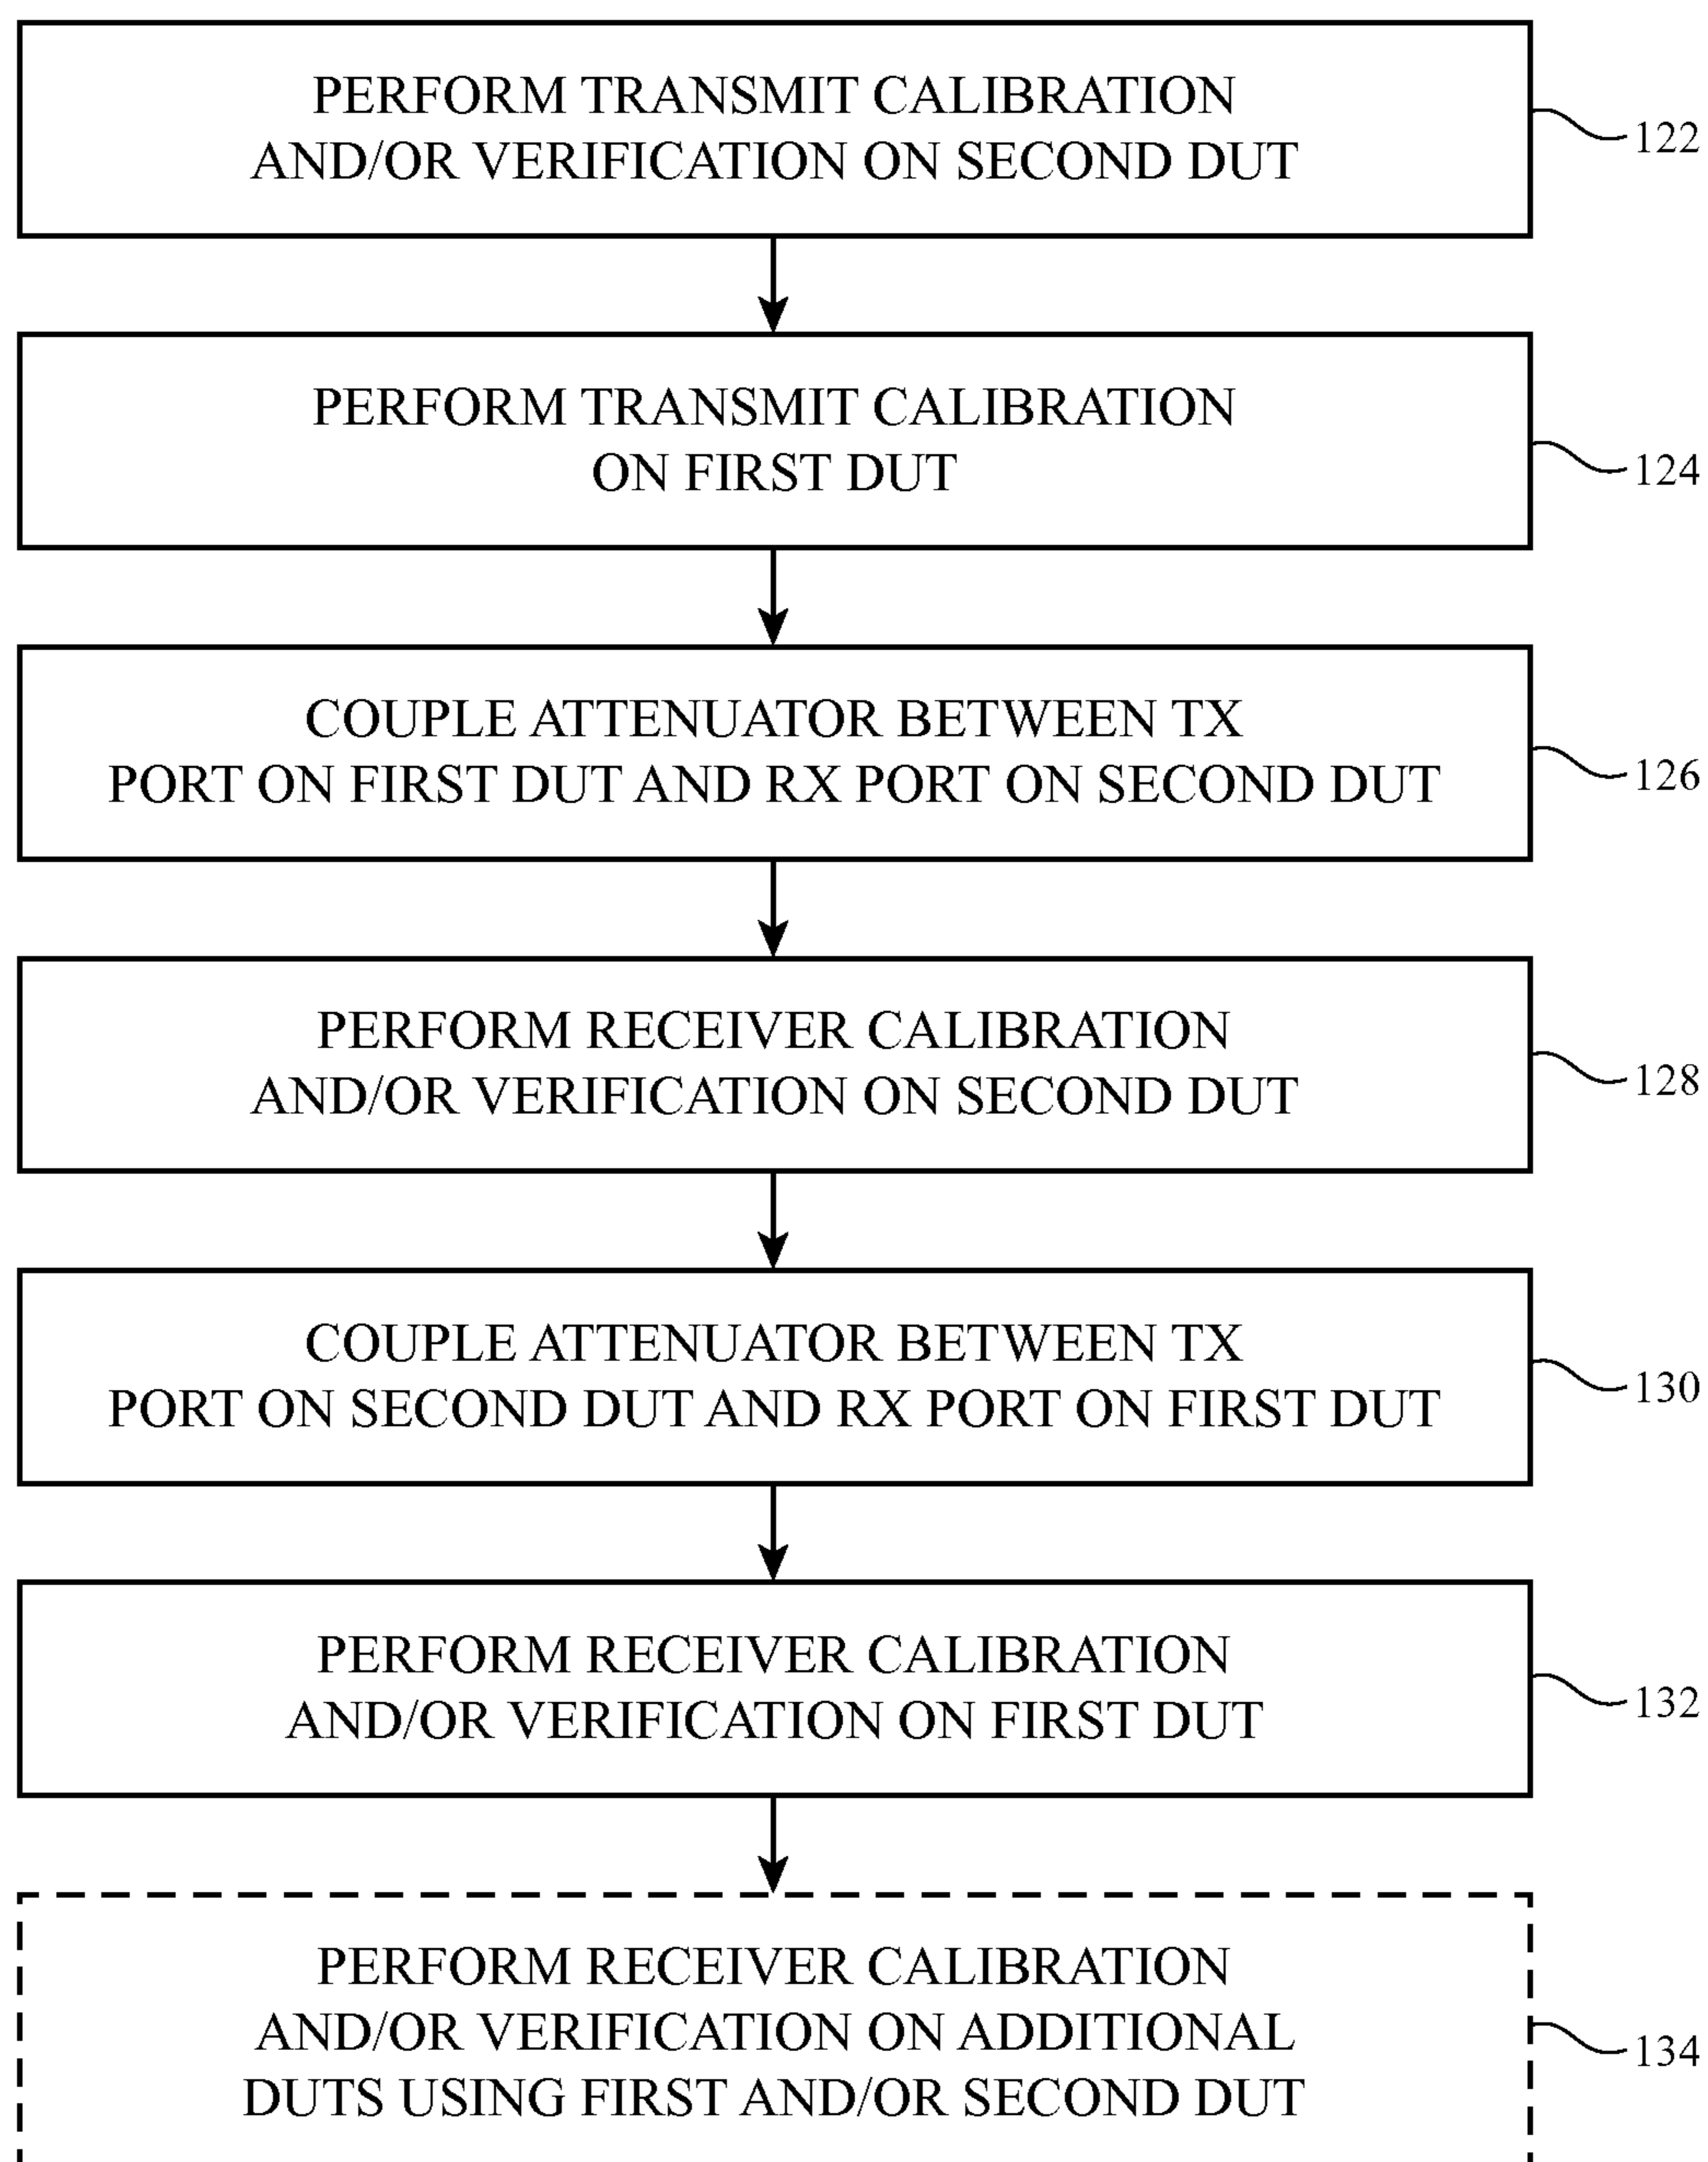 PERFORM TRANSMIT CALIBRATION
AND/OR VERIFICATION ON SECOND DUT
122
PERFORM TRANSMIT CALIBRATION
ON FIRST DUT
124
COUPLE ATTENUATOR BETWEEN TX
PORT ON FIRST DUT AND RX PORT ON SECOND DUT
126
PERFORM RECEIVER CALIBRATION
AND/OR VERIFICATION ON SECOND DUT
128
COUPLE ATTENUATOR BETWEEN TX
PORT ON SECOND DUT AND RX PORT ON FIRST DUT
130
PERFORM RECEIVER CALIBRATION
AND/OR VERIFICATION ON FIRST DUT
132
PERFORM RECEIVER CALIBRATION
AND/OR VERIFICATION ON ADDITIONAL
DUTS USING FIRST AND/OR SECOND DUT
134